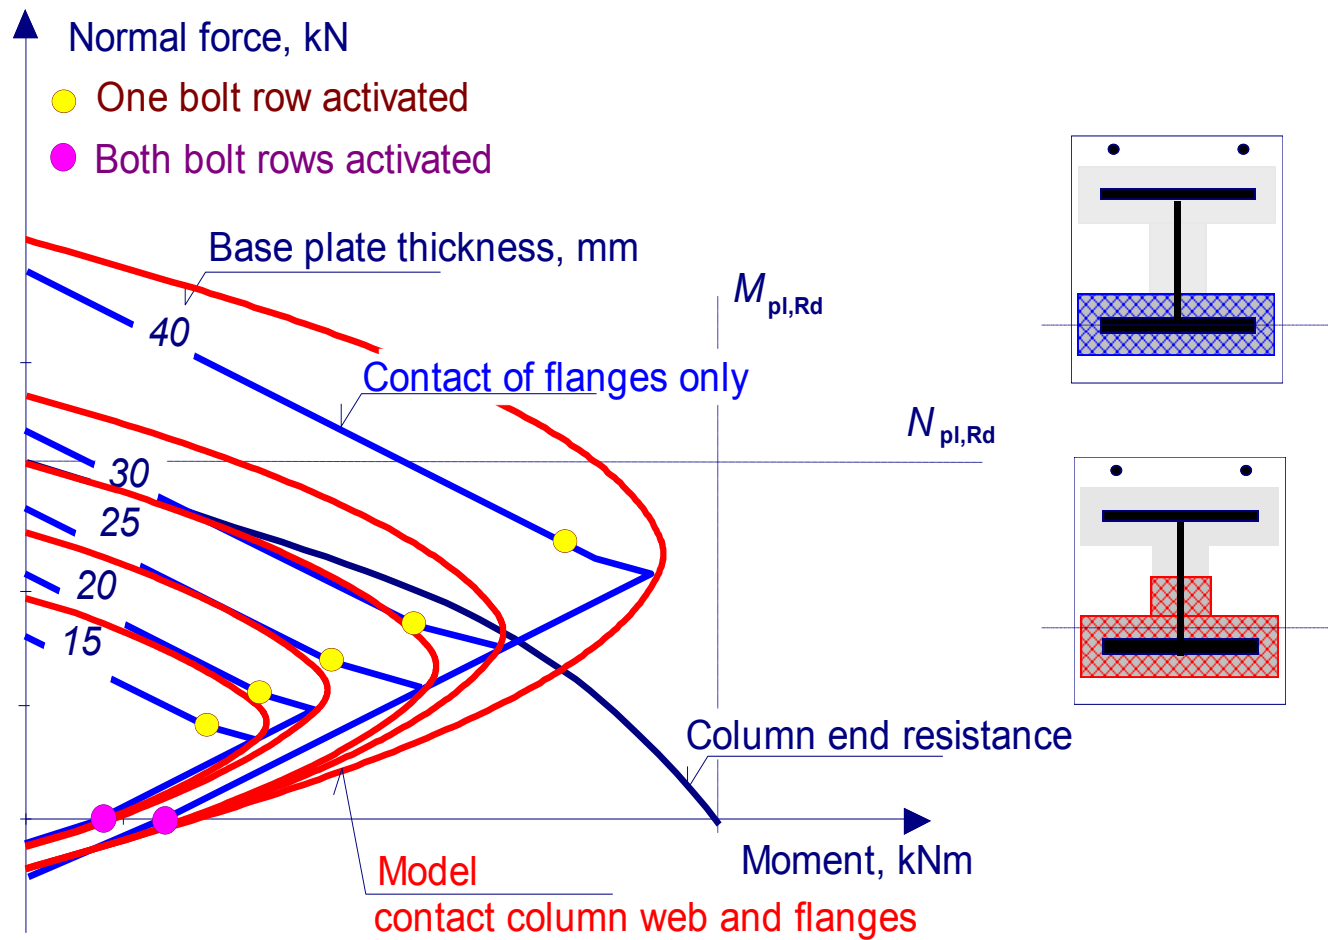 Normal force, kN
One bolt row activated
Both bolt rows activated
Base plate thickness, mm
M pl,Rd
40
Contact of flanges only
N pl,Rd
30
25
20
15
Column end resistance
Moment, kNm
Model
contact column web and flanges